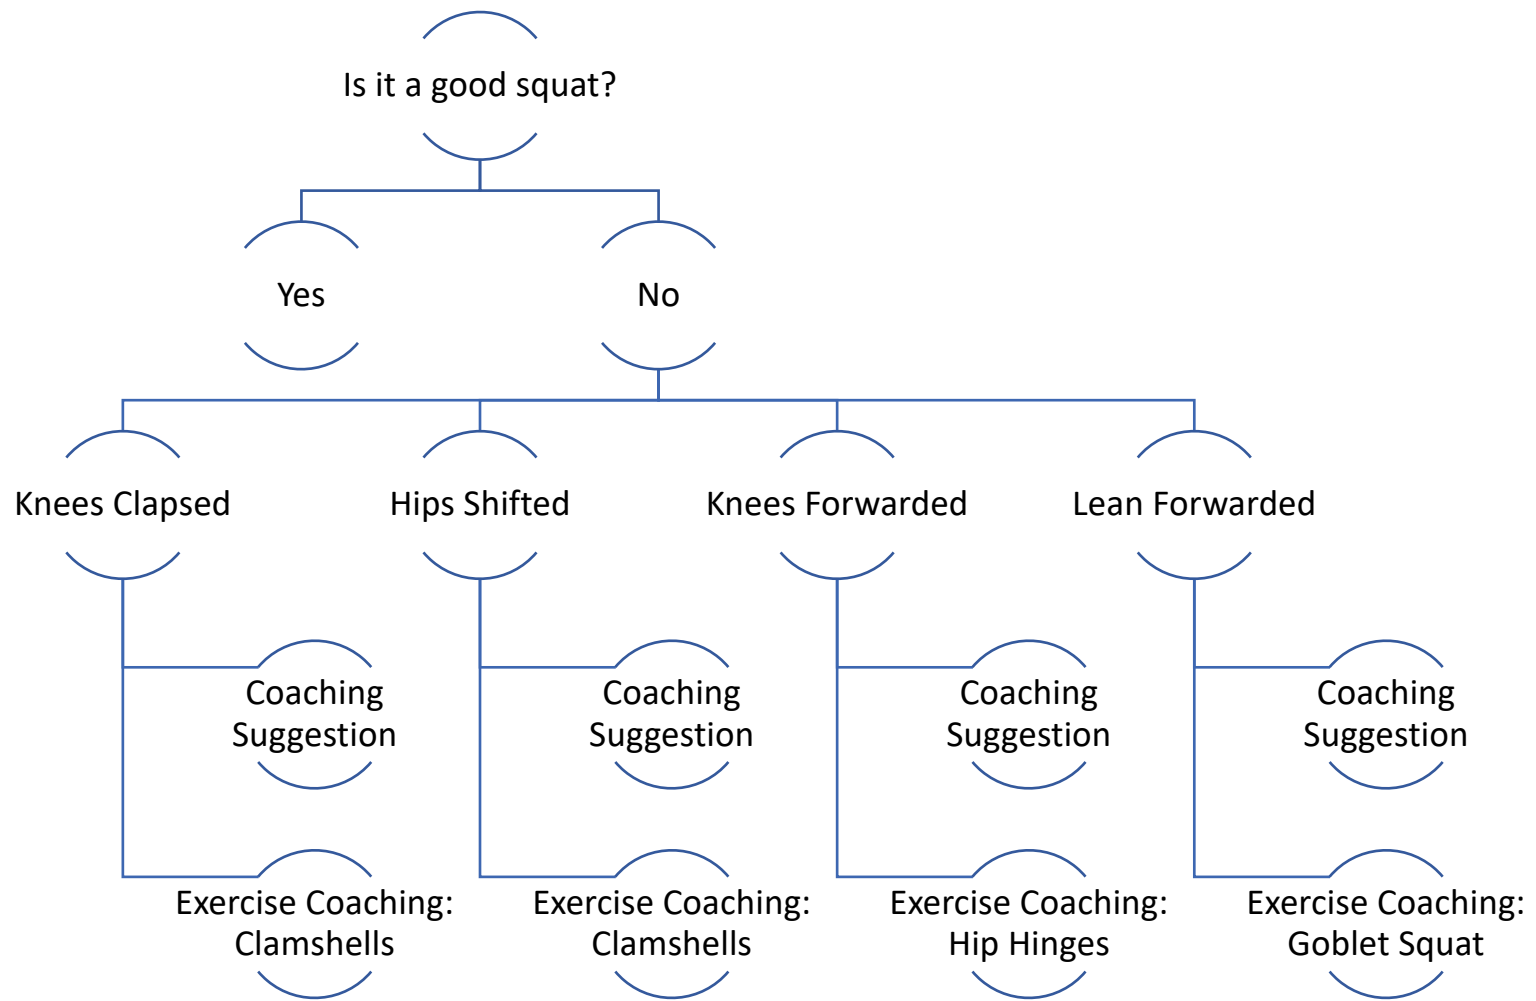 Is it a good squat?
Yes
No
Knees Clapsed
Hips Shifted
Knees Forwarded
Lean Forwarded
Coaching
Suggestion
Coaching
Suggestion
Coaching
Suggestion
Coaching
Suggestion
Exercise Coaching:
Clamshells
Exercise Coaching:
Clamshells
Exercise Coaching:
Hip Hinges
Exercise Coaching:
Goblet Squat